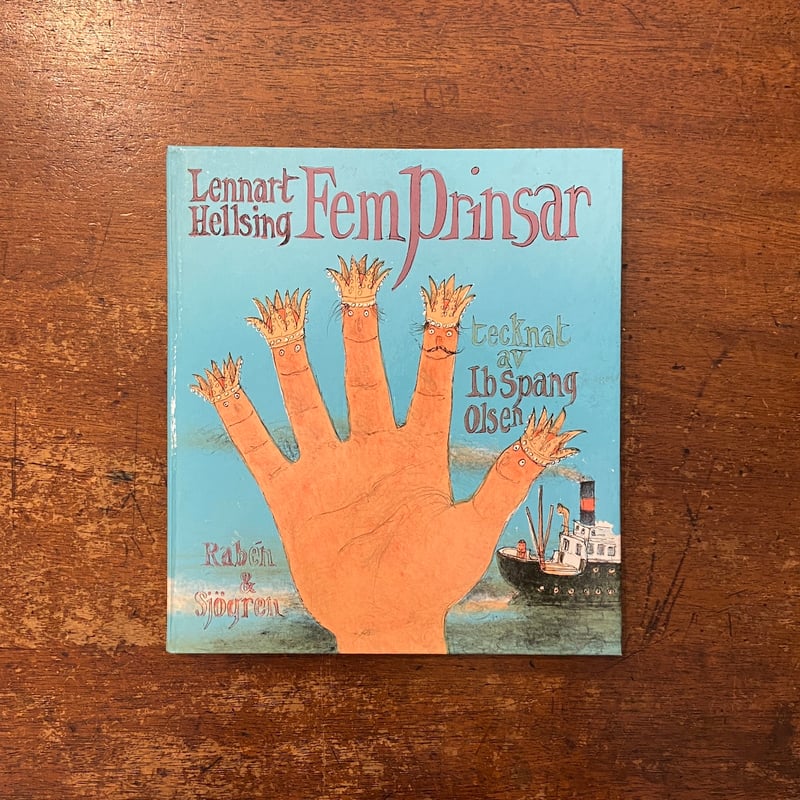 Lennart
Hellsing
Fem Prinsar
tecknat
av
Ib Spang
Olsen
Rabén
&
Sjögren